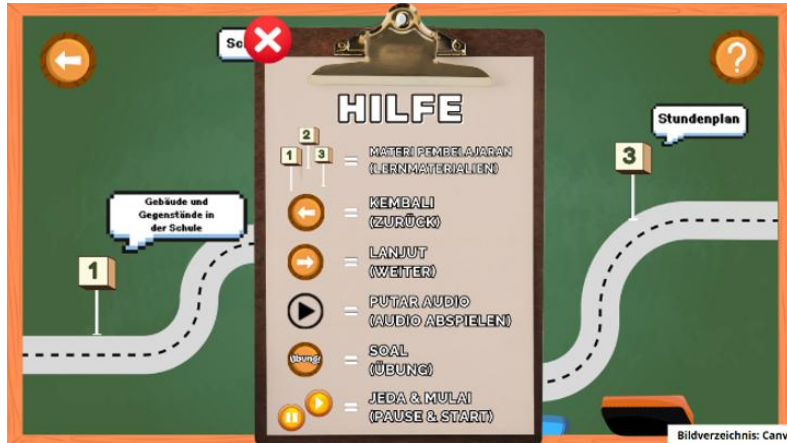 Sc
HILFE
1
2
3
= MATERI PEMBELAJARAN
(LERNMATERIALIEN)
= KEMBALI
(ZURÜCK)
= LANJUT
(WEITER)
= PUTAR AUDIO
(AUDIO ABSPIELEN)
Übung!
= SOAL
(ÜBUNG)
= JEDA & MULAI
(PAUSE & START)
Gebäude und
Gegenstände in
der Schule
1
?
Stundenplan
3
Bildverzeichnis: Canv